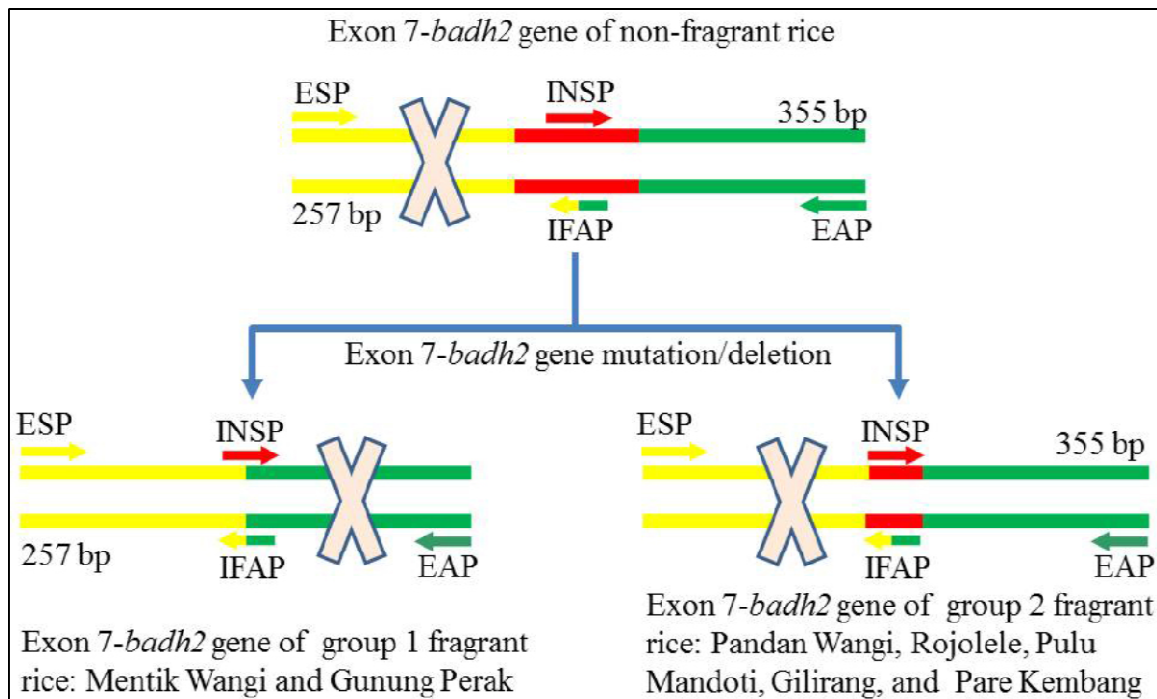 Exon 7-badh2 gene of non-fragrant rice
ESP
INSP
355 bp
257 bp
IFAP
EAP
Exon 7-badh2 gene mutation/deletion
ESP
INSP
257 bp
IFAP
EAP
Exon 7-badh2 gene of group 1 fragrant
rice: Mentik Wangi and Gunung Perak
ESP
INSP
355 bp
IFAP
EAP
Exon 7-badh2 gene of group 2 fragrant
rice: Pandan Wangi, Rojolele, Pulu
Mandoti, Gilirang, and Pare Kembang